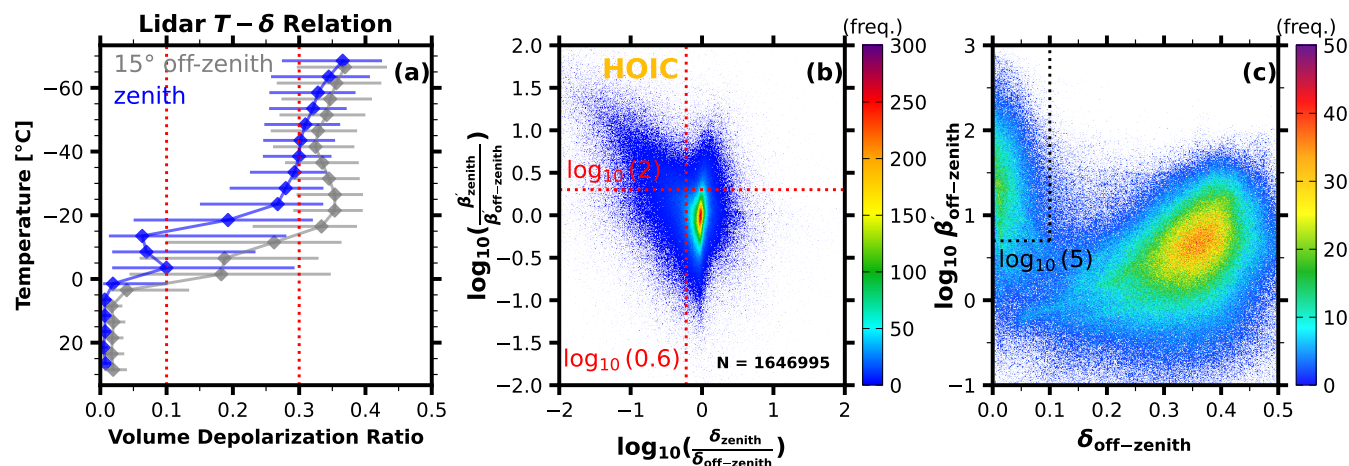 Lidar T − δ Relation
15° off-zenith
zenith
(a)
Temperature [°C]
−60
−40
−20
0
20
0.0 0.1 0.2 0.3 0.4 0.5
Volume Depolarization Ratio
HOIC
(b)
(freq.)
log₁₀(β′zenith/β′off−zenith)
2.0
1.5
1.0
0.5
0.0
−0.5
−1.0
−1.5
−2.0
log₁₀(2)
log₁₀(0.6)
N = 1646995
−2 −1 0 1 2
log₁₀(δzenith/δoff−zenith)
300
250
200
150
100
50
0
(c)
(freq.)
log₁₀ β′off−zenith
3
2
1
0
−1
log₁₀(5)
0.0 0.1 0.2 0.3 0.4 0.5
δoff−zenith
50
40
30
20
10
0